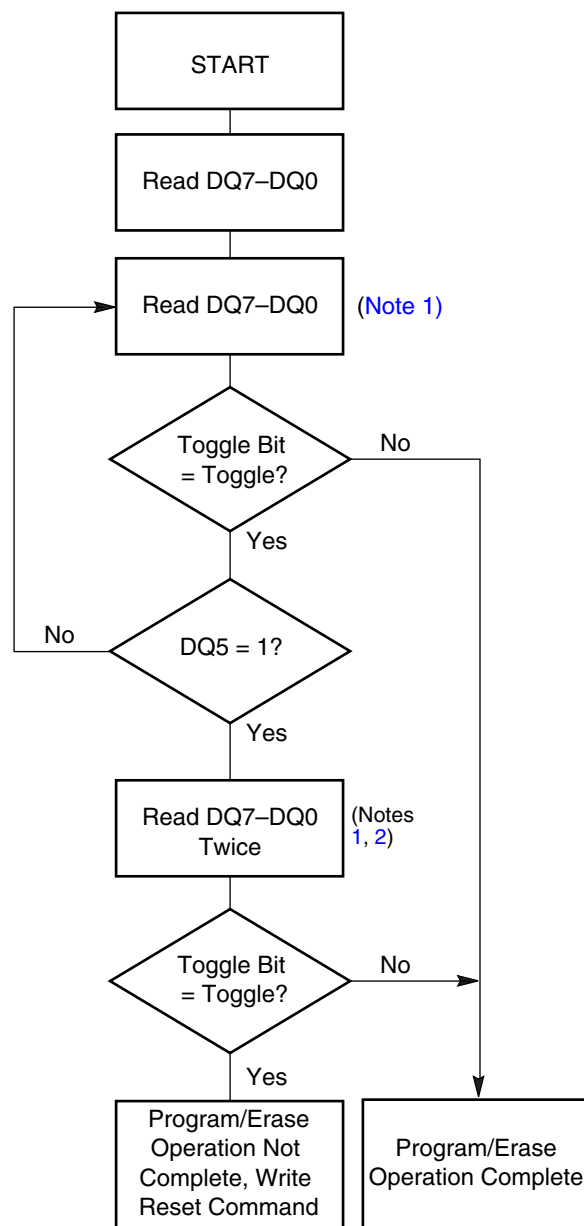 START
Read DQ7–DQ0
Read DQ7–DQ0
(Note 1)
Toggle Bit
= Toggle?
No
Yes
No
DQ5 = 1?
Yes
Read DQ7–DQ0
Twice
(Notes
1, 2)
Toggle Bit
= Toggle?
No
Yes
Program/Erase
Operation Not
Complete, Write
Reset Command
Program/Erase
Operation Complete